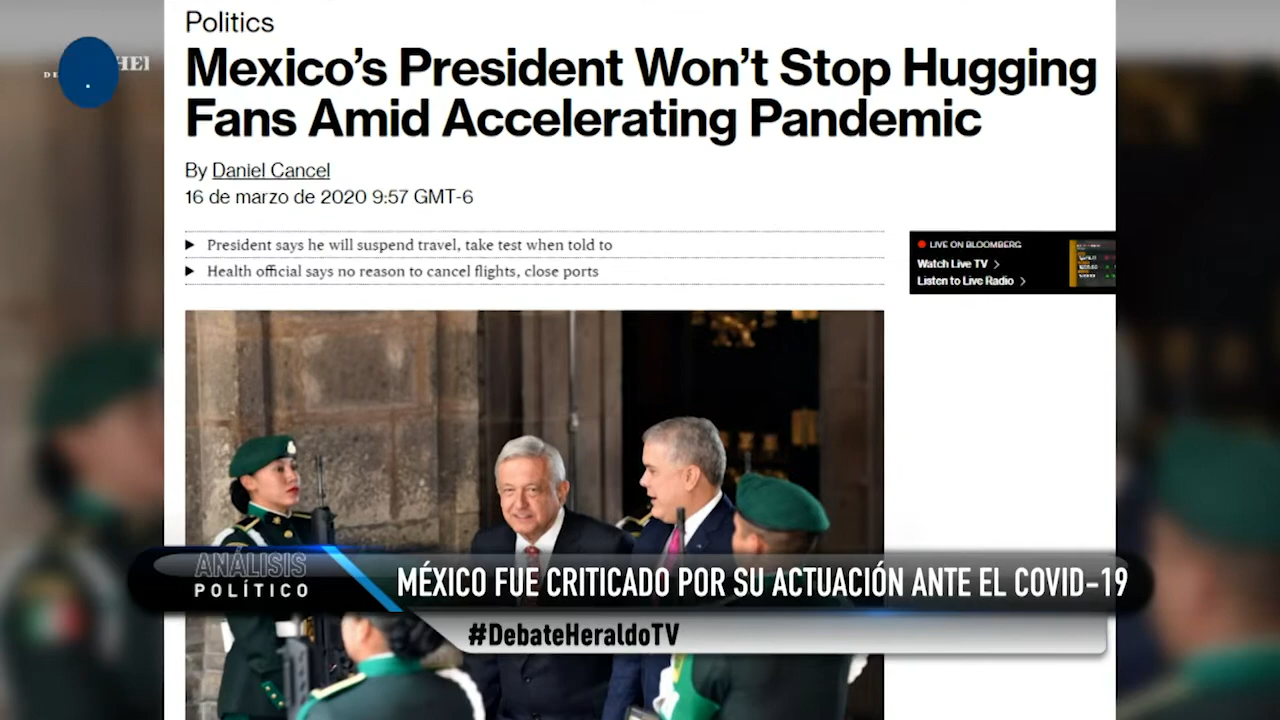 Politics
Mexico's President Won't Stop Hugging
Fans Amid Accelerating Pandemic
By Daniel Cancel
16 de marzo de 2020 9:57 GMT-6
President says he will suspend travel, take test when told to
Health official says no reason to cancel flights, close ports
LIVE ON BLOOMBERG
Watch Live TV >
Listen to Live Radio >
ANÁLISIS
POLÍTICO
MÉXICO FUE CRITICADO POR SU ACTUACIÓN ANTE EL COVID-19
#DebateHeraldoTV